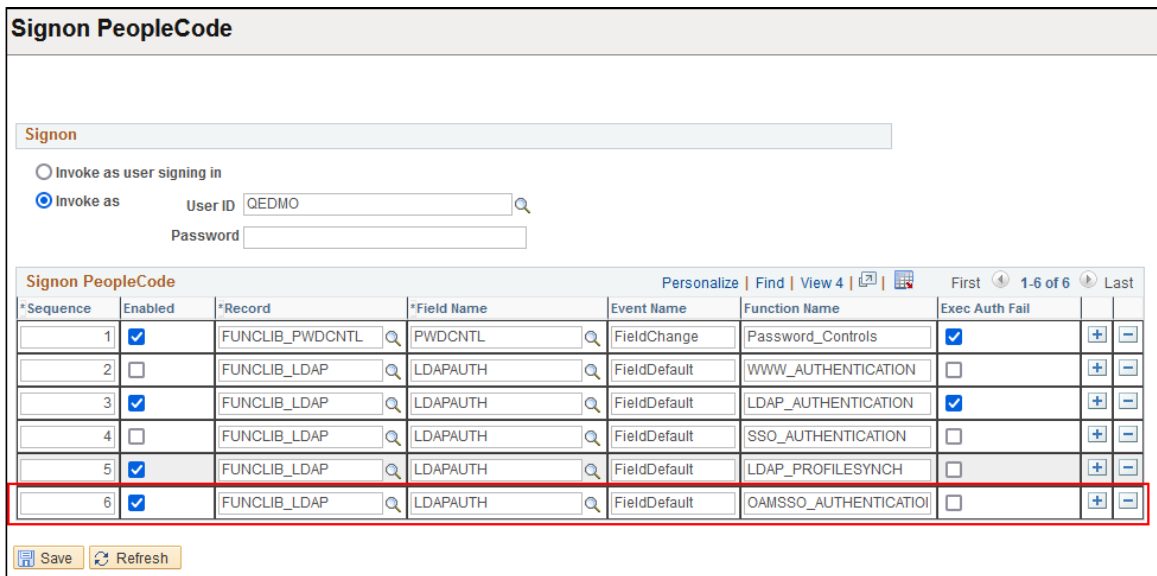 Signon PeopleCode
Signon
Invoke as user signing in
Invoke as User ID QEDMO
Password
Signon PeopleCode Personalize | Find | View 4 | | First 1-6 of 6 Last
*Sequence Enabled *Record *Field Name Event Name Function Name Exec Auth Fail
1 FUNCLIB_PWDCNTL PWDCNTL FieldChange Password_Controls
2 FUNCLIB_LDAP LDAPAUTH FieldDefault WWW_AUTHENTICATION
3 FUNCLIB_LDAP LDAPAUTH FieldDefault LDAP_AUTHENTICATION
4 FUNCLIB_LDAP LDAPAUTH FieldDefault SSO_AUTHENTICATION
5 FUNCLIB_LDAP LDAPAUTH FieldDefault LDAP_PROFILESYNCH
6 FUNCLIB_LDAP LDAPAUTH FieldDefault OAMSSO_AUTHENTICATIO
Save Refresh